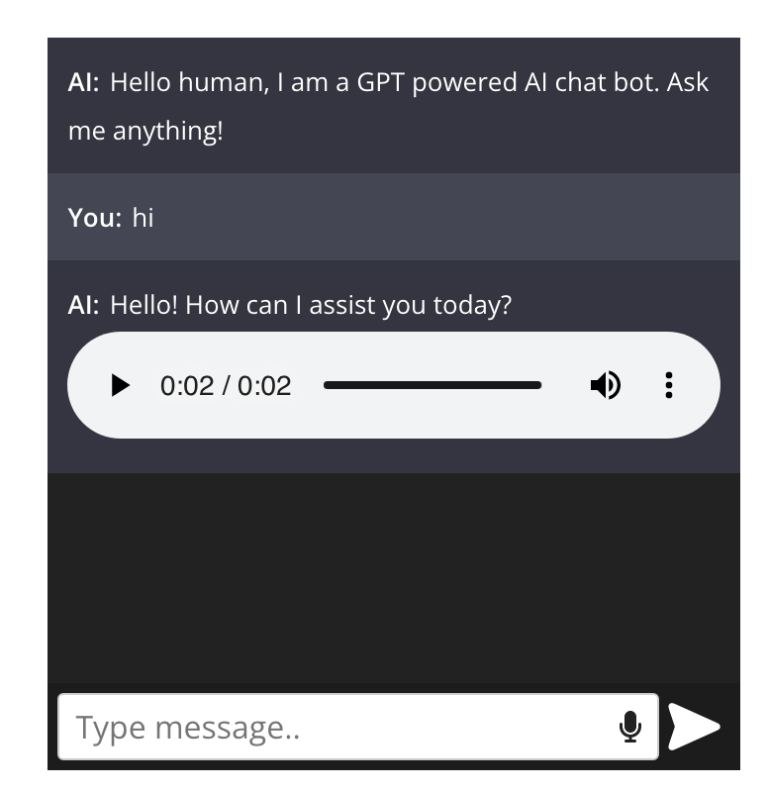 AI: Hello human, I am a GPT powered AI chat bot. Ask
me anything!
You: hi
AI: Hello! How can I assist you today?
0:02 / 0:02
Type message..